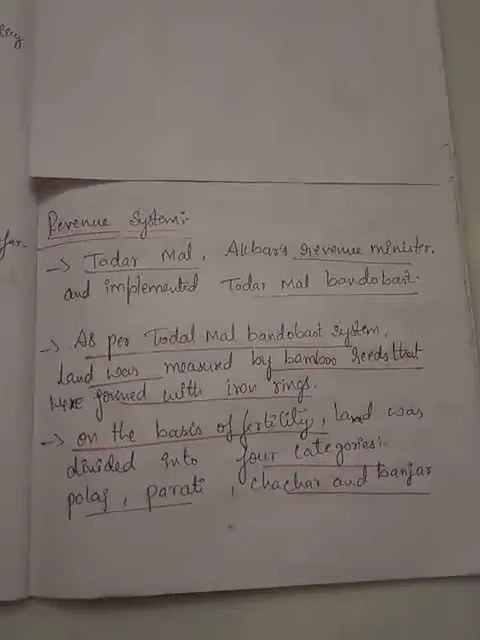 Revenue System:-
-> Todar Mal, Akbar's revenue minister.
and implemented Todar Mal bandobast.
-> As per Todal Mal bandobast system,
Land was measured by bamboo reeds that
were joined with iron rings.
-> on the basis of fertility, land was
divided into four categories:-
polaj, parati, chachar and banjar